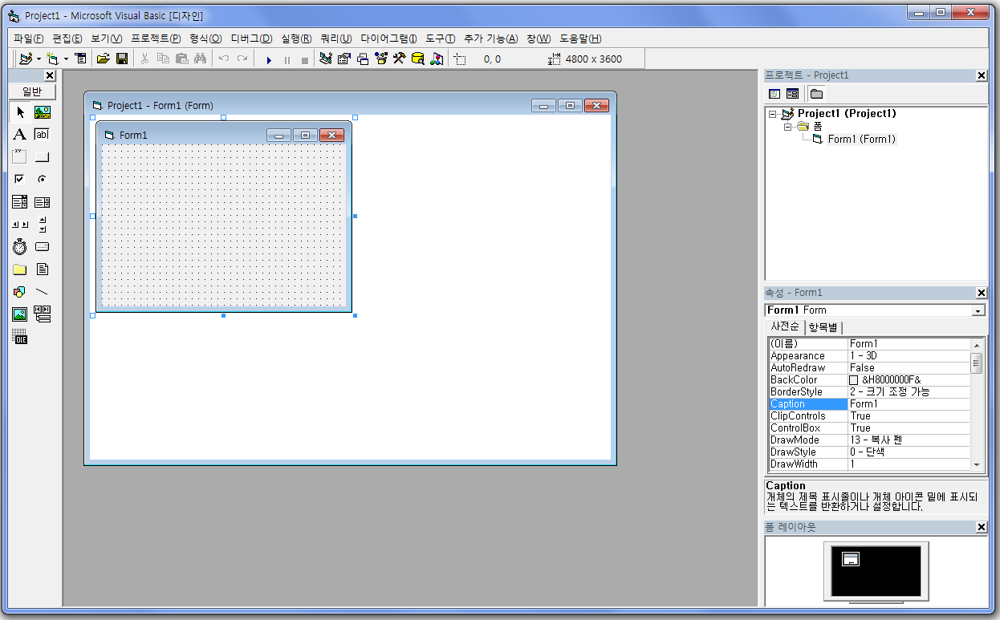 Project1 - Microsoft Visual Basic [디자인]
파일(F) 편집(E) 보기(V) 프로젝트(P) 형식(O) 디버그(D) 실행(R) 쿼리(U) 다이어그램(I) 도구(T) 추가 기능(A) 창(W) 도움말(H)
0, 0 4800 x 3600
일반
A ab|
xv
OLE
Project1 - Form1 (Form)
Form1
프로젝트 - Project1
Project1 (Project1)
폼
Form1 (Form1)
속성 - Form1
Form1 Form
사전순 항목별
(이름) Form1
Appearance 1 - 3D
AutoRedraw False
BackColor &H8000000F&
BorderStyle 2 - 크기 조정 가능
Caption Form1
ClipControls True
ControlBox True
DrawMode 13 - 복사 펜
DrawStyle 0 - 단색
DrawWidth 1
Caption
개체의 제목 표시줄이나 개체 아이콘 밑에 표시되
는 텍스트를 반환하거나 설정합니다.
폼 레이아웃